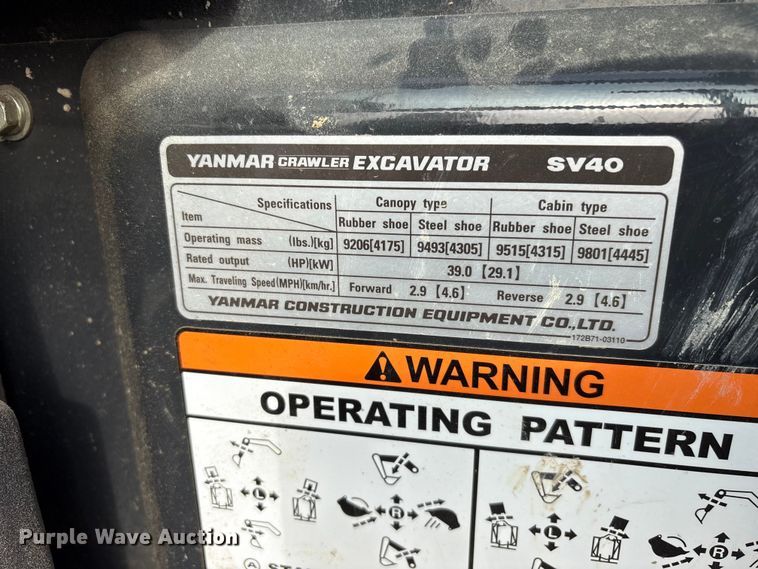 YANMAR CRAWLER EXCAVATOR SV40
Specifications Canopy type Cabin type
Item Rubber shoe Steel shoe Rubber shoe Steel shoe
Operating mass (lbs.)[kg] 9206[4175] 9493[4305] 9515[4315] 9801[4445]
Rated output (HP)[kW] 39.0 [29.1]
Max. Traveling Speed(MPH)[km/hr.] Forward 2.9 [4.6] Reverse 2.9 [4.6]
YANMAR CONSTRUCTION EQUIPMENT CO.,LTD.
172B71-03110
WARNING
OPERATING PATTERN
L R L R
Purple Wave Auction
A